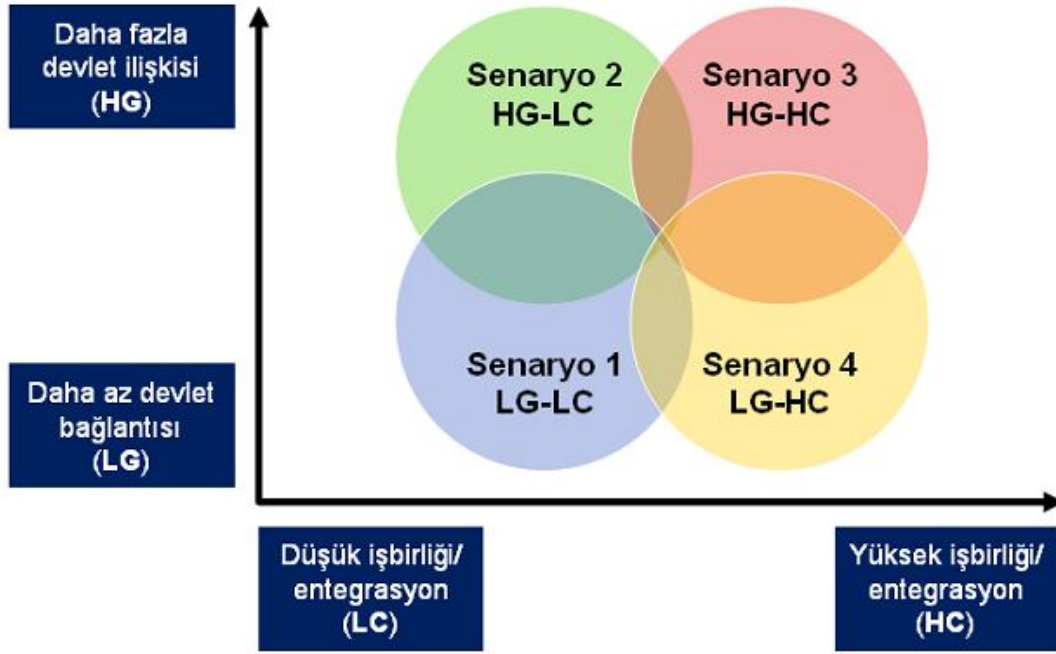 Daha fazla
devlet ilişkisi
(HG)
Senaryo 2
HG-LC
Senaryo 3
HG-HC
Daha az devlet
bağlantısı
(LG)
Senaryo 1
LG-LC
Senaryo 4
LG-HC
Düşük işbirliği/
entegrasyon
(LC)
Yüksek işbirliği/
entegrasyon
(HC)